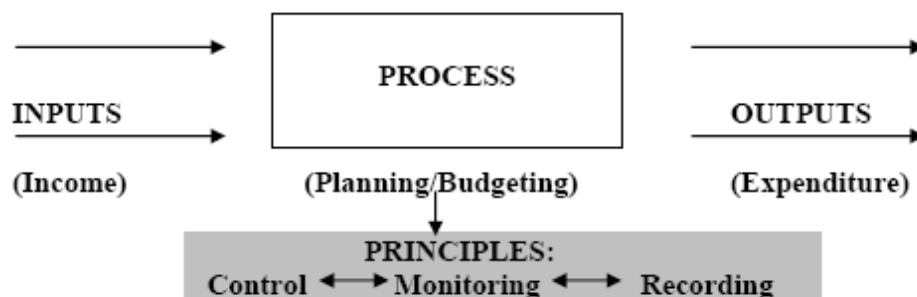 PROCESS
INPUTS OUTPUTS
(Income) (Planning/Budgeting) (Expenditure)
PRINCIPLES:
Control Monitoring Recording